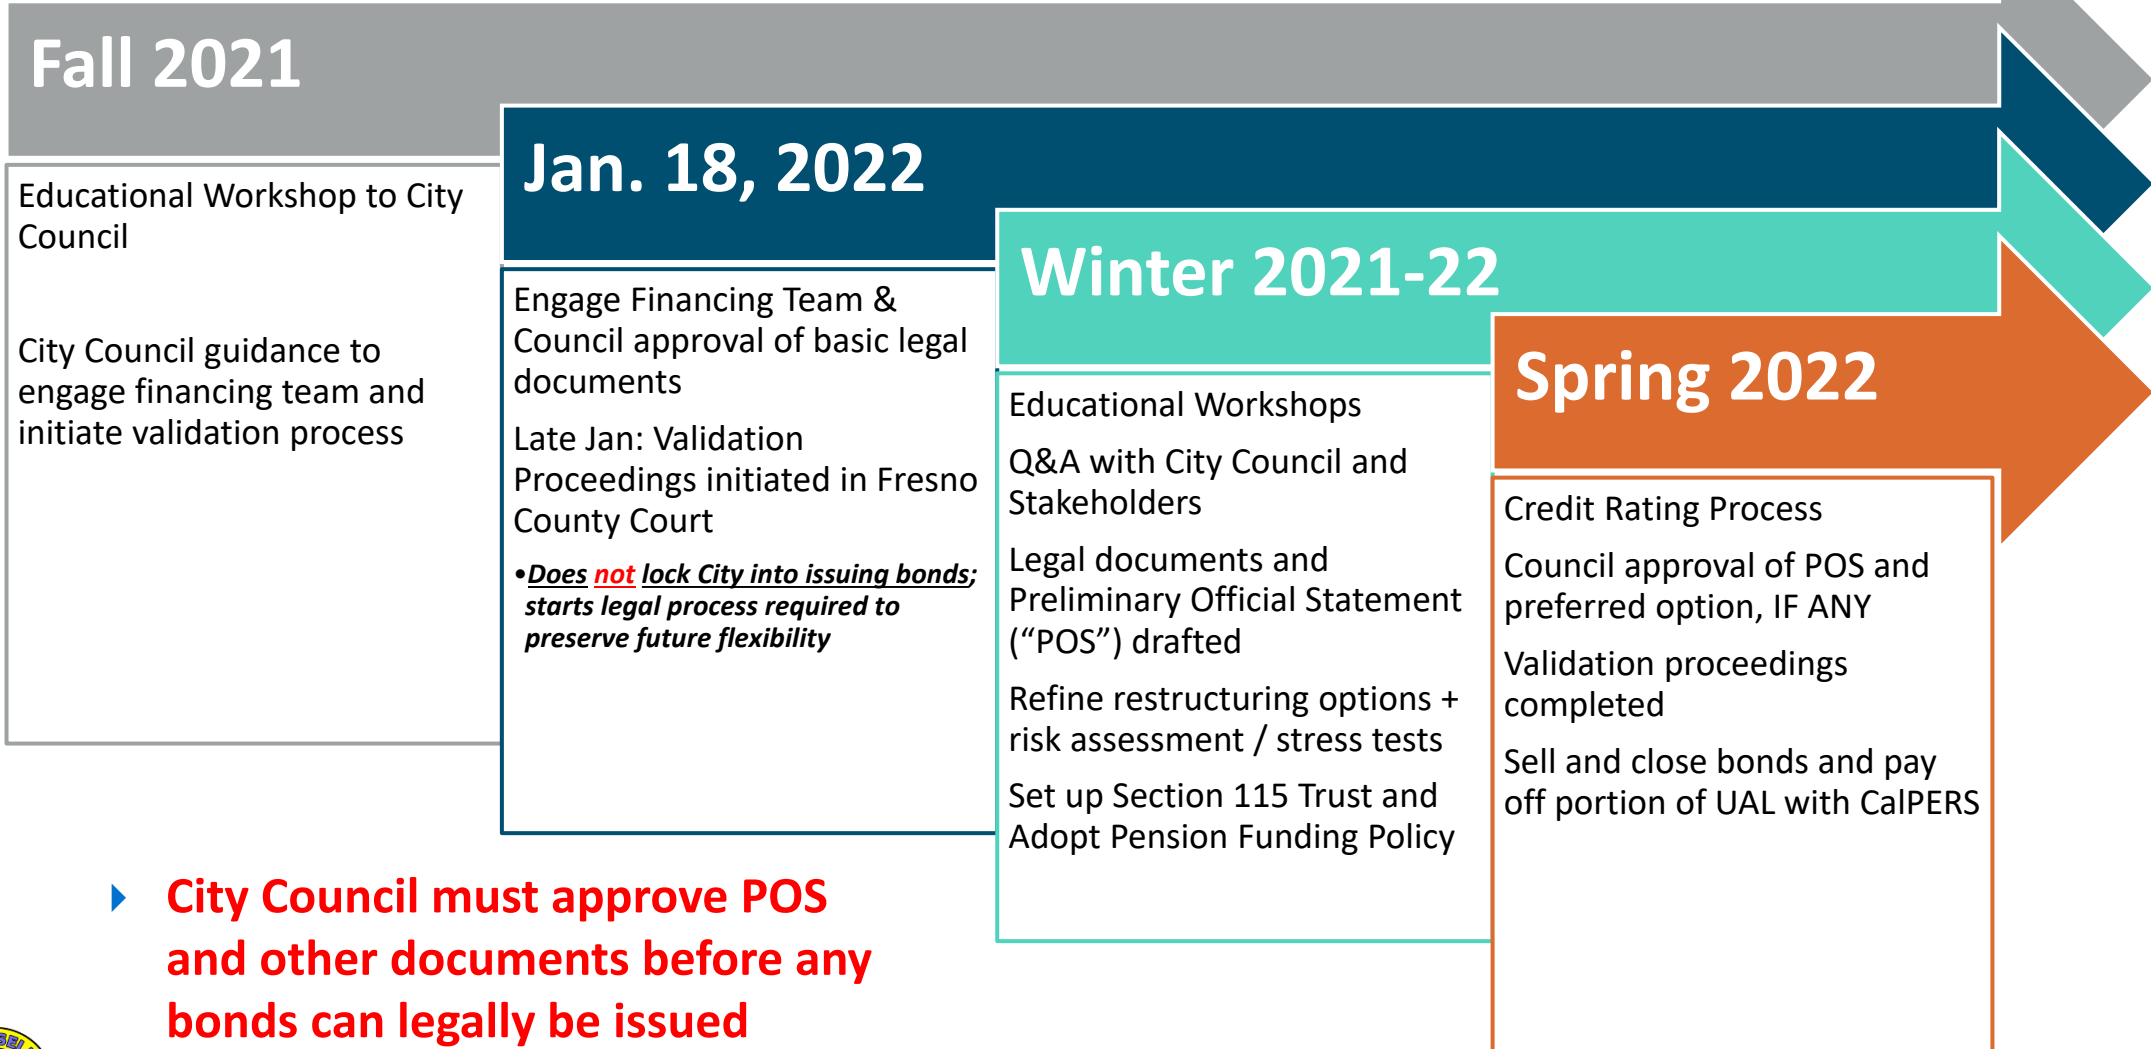 Fall 2021
Educational Workshop to City
Council
City Council guidance to
engage financing team and
initiate validation process
Jan. 18, 2022
Engage Financing Team &
Council approval of basic legal
documents
Late Jan: Validation
Proceedings initiated in Fresno
County Court
•Does not lock City into issuing bonds;
starts legal process required to
preserve future flexibility
Winter 2021-22
Educational Workshops
Q&A with City Council and
Stakeholders
Legal documents and
Preliminary Official Statement
(“POS”) drafted
Refine restructuring options +
risk assessment / stress tests
Set up Section 115 Trust and
Adopt Pension Funding Policy
Spring 2022
Credit Rating Process
Council approval of POS and
preferred option, IF ANY
Validation proceedings
completed
Sell and close bonds and pay
off portion of UAL with CalPERS
City Council must approve POS
and other documents before any
bonds can legally be issued